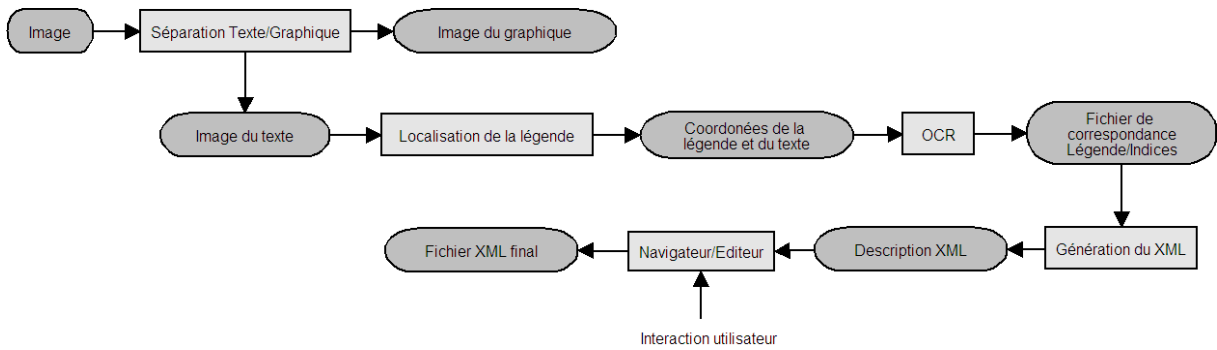 Image
Séparation Texte/Graphique
Image du graphique
Image du texte
Localisation de la légende
Coordonées de la
légende et du texte
OCR
Fichier de
correspondance
Légende/Indices
Fichier XML final
Navigateur/Editeur
Description XML
Génération du XML
Interaction utilisateur